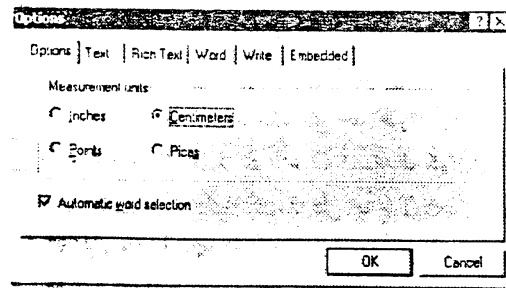 Options
Options Text Rich Text Word Write Embedded
Measurement units
Inches Centimeters
Points Picas
Automatic word selection
OK Cancel